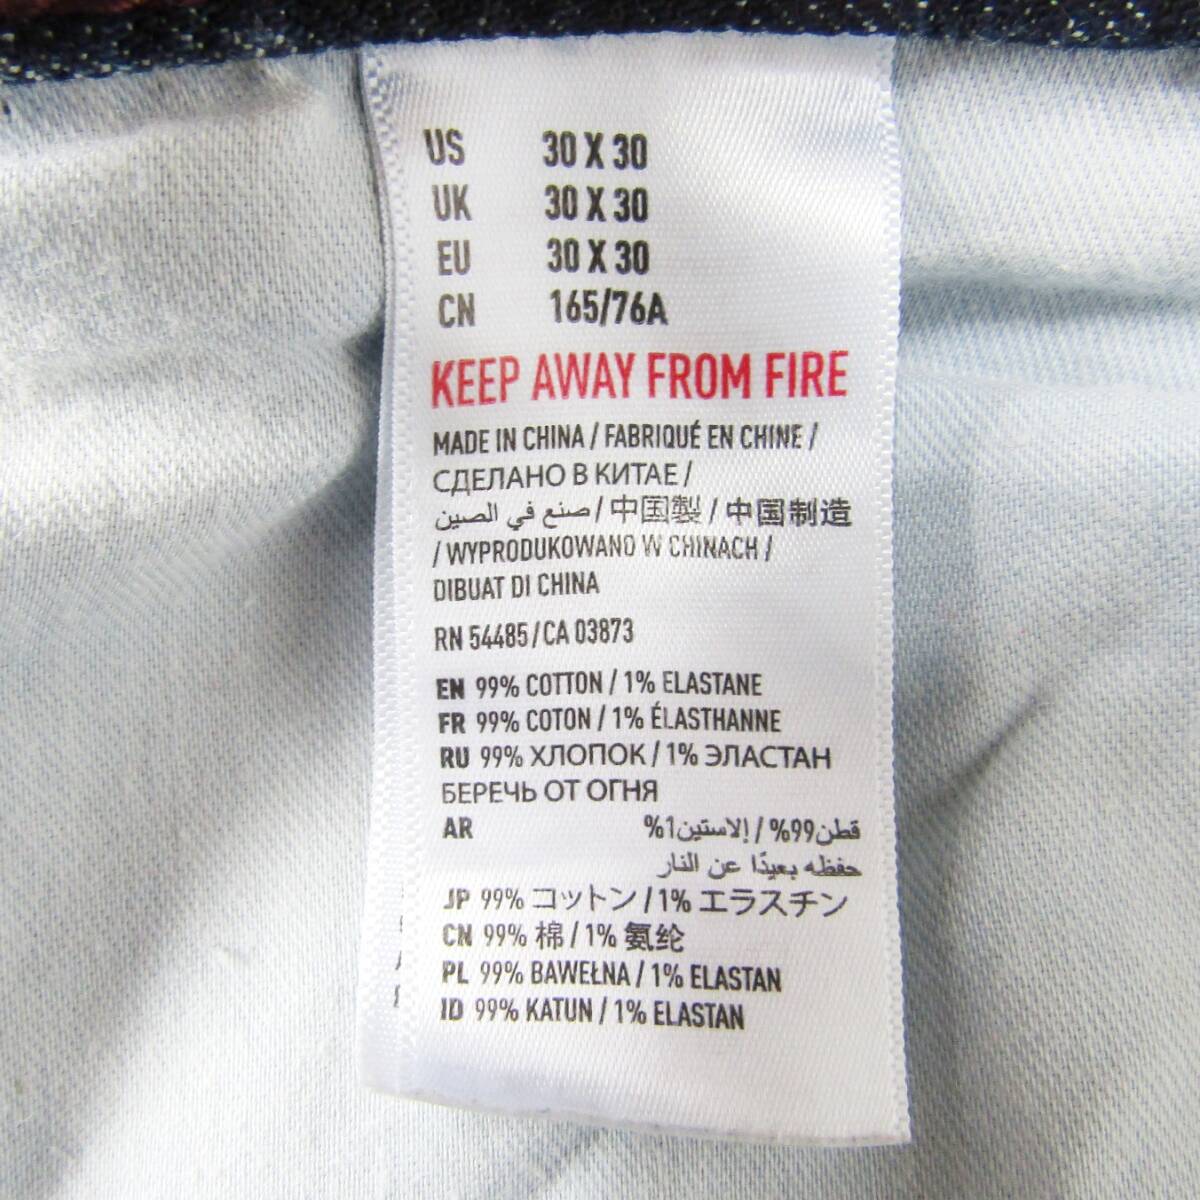 US 30 X 30
UK 30 X 30
EU 30 X 30
CN 165/76A
KEEP AWAY FROM FIRE
MADE IN CHINA / FABRIQUÉ EN CHINE /
СДЕЛАНО В КИТАЕ /
صنع في الصين / 中国製 / 中国制造
/ WYPRODUKOWANO W CHINACH /
DIBUAT DI CHINA
RN 54485 / CA 03873
EN 99% COTTON / 1% ELASTANE
FR 99% COTON / 1% ÉLASTHANNE
RU 99% ХЛОПОК / 1% ЭЛАСТАН
БЕРЕЧЬ ОТ ОГНЯ
AR قطن99% / إلاستين1%
حفظه بعيدًا عن النار
JP 99% コットン / 1% エラスチン
CN 99% 棉 / 1% 氨纶
PL 99% BAWEŁNA / 1% ELASTAN
ID 99% KATUN / 1% ELASTAN